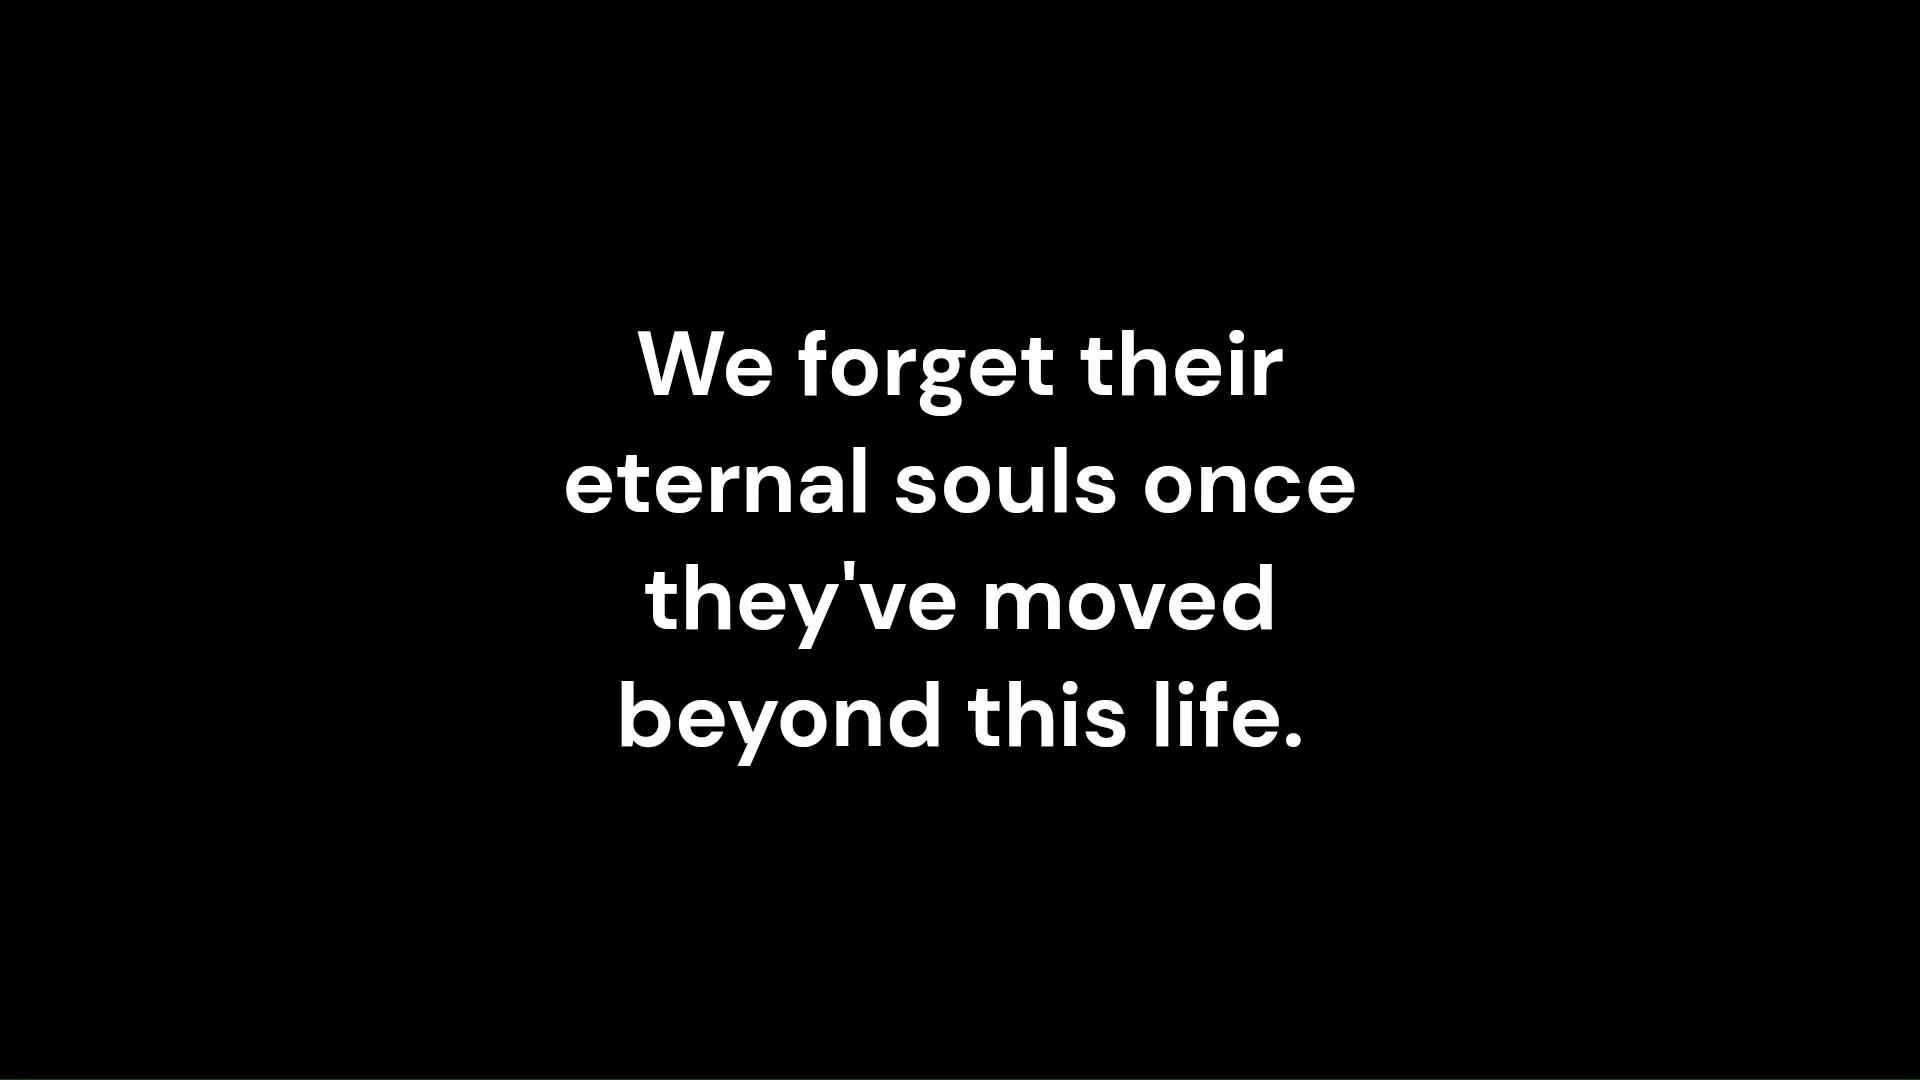 We forget their
eternal souls once
they've moved
beyond this life.